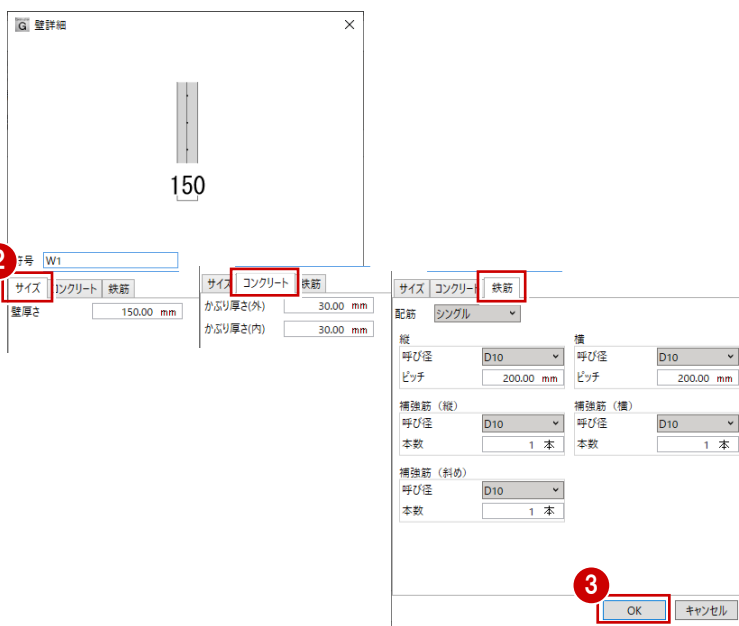 G 壁詳細
150
符号 W1
2
サイズ コンクリート 鉄筋
壁厚さ 150.00 mm
サイズ コンクリート 鉄筋
かぶり厚さ(外) 30.00 mm
かぶり厚さ(内) 30.00 mm
サイズ コンクリート 鉄筋
配筋 シングル
縦
呼び径 D10
ピッチ 200.00 mm
横
呼び径 D10
ピッチ 200.00 mm
補強筋（縦）
呼び径 D10
本数 1 本
補強筋（横）
呼び径 D10
本数 1 本
補強筋（斜め）
呼び径 D10
本数 1 本
3
OK キャンセル